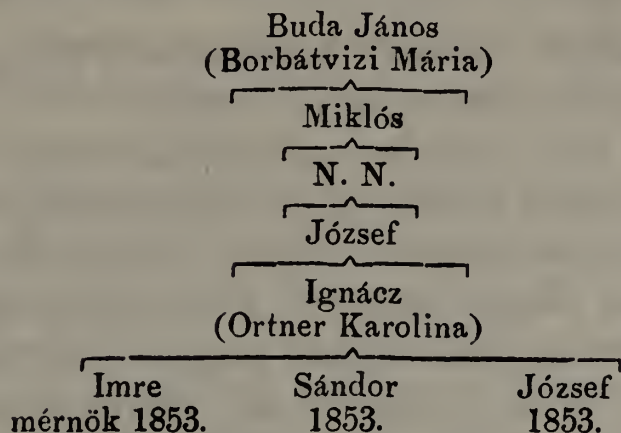 Buda János
(Borbátvizi Mária)
Miklós
N. N.
József
Ignácz
(Ortner Karolina)
Imre Sándor József
mérnök 1853. 1853. 1853.